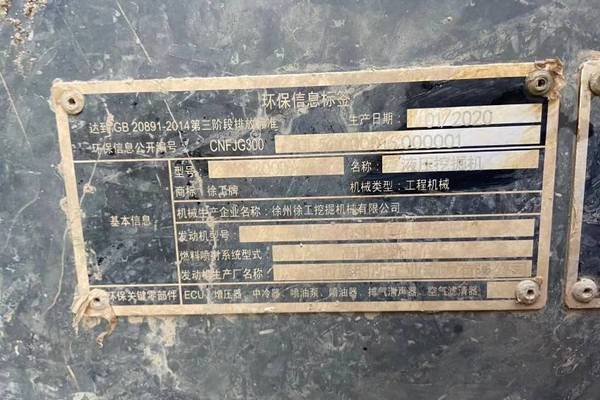 环保信息标签
达到GB 20891-2014第三阶段排放标准 生产日期： 01/2020
环保信息公开编号 CNFJG300 000001
型号： 名称： 液压挖掘机
商标：徐工牌 机械类型：工程机械
基本信息
机械生产企业名称：徐州徐工挖掘机械有限公司
发动机型号：
燃料喷射系统型式：
发动机生产厂名称：
环保关键零部件 ECU、增压器、中冷器、喷油泵、喷油器、排气消声器、空气滤清器